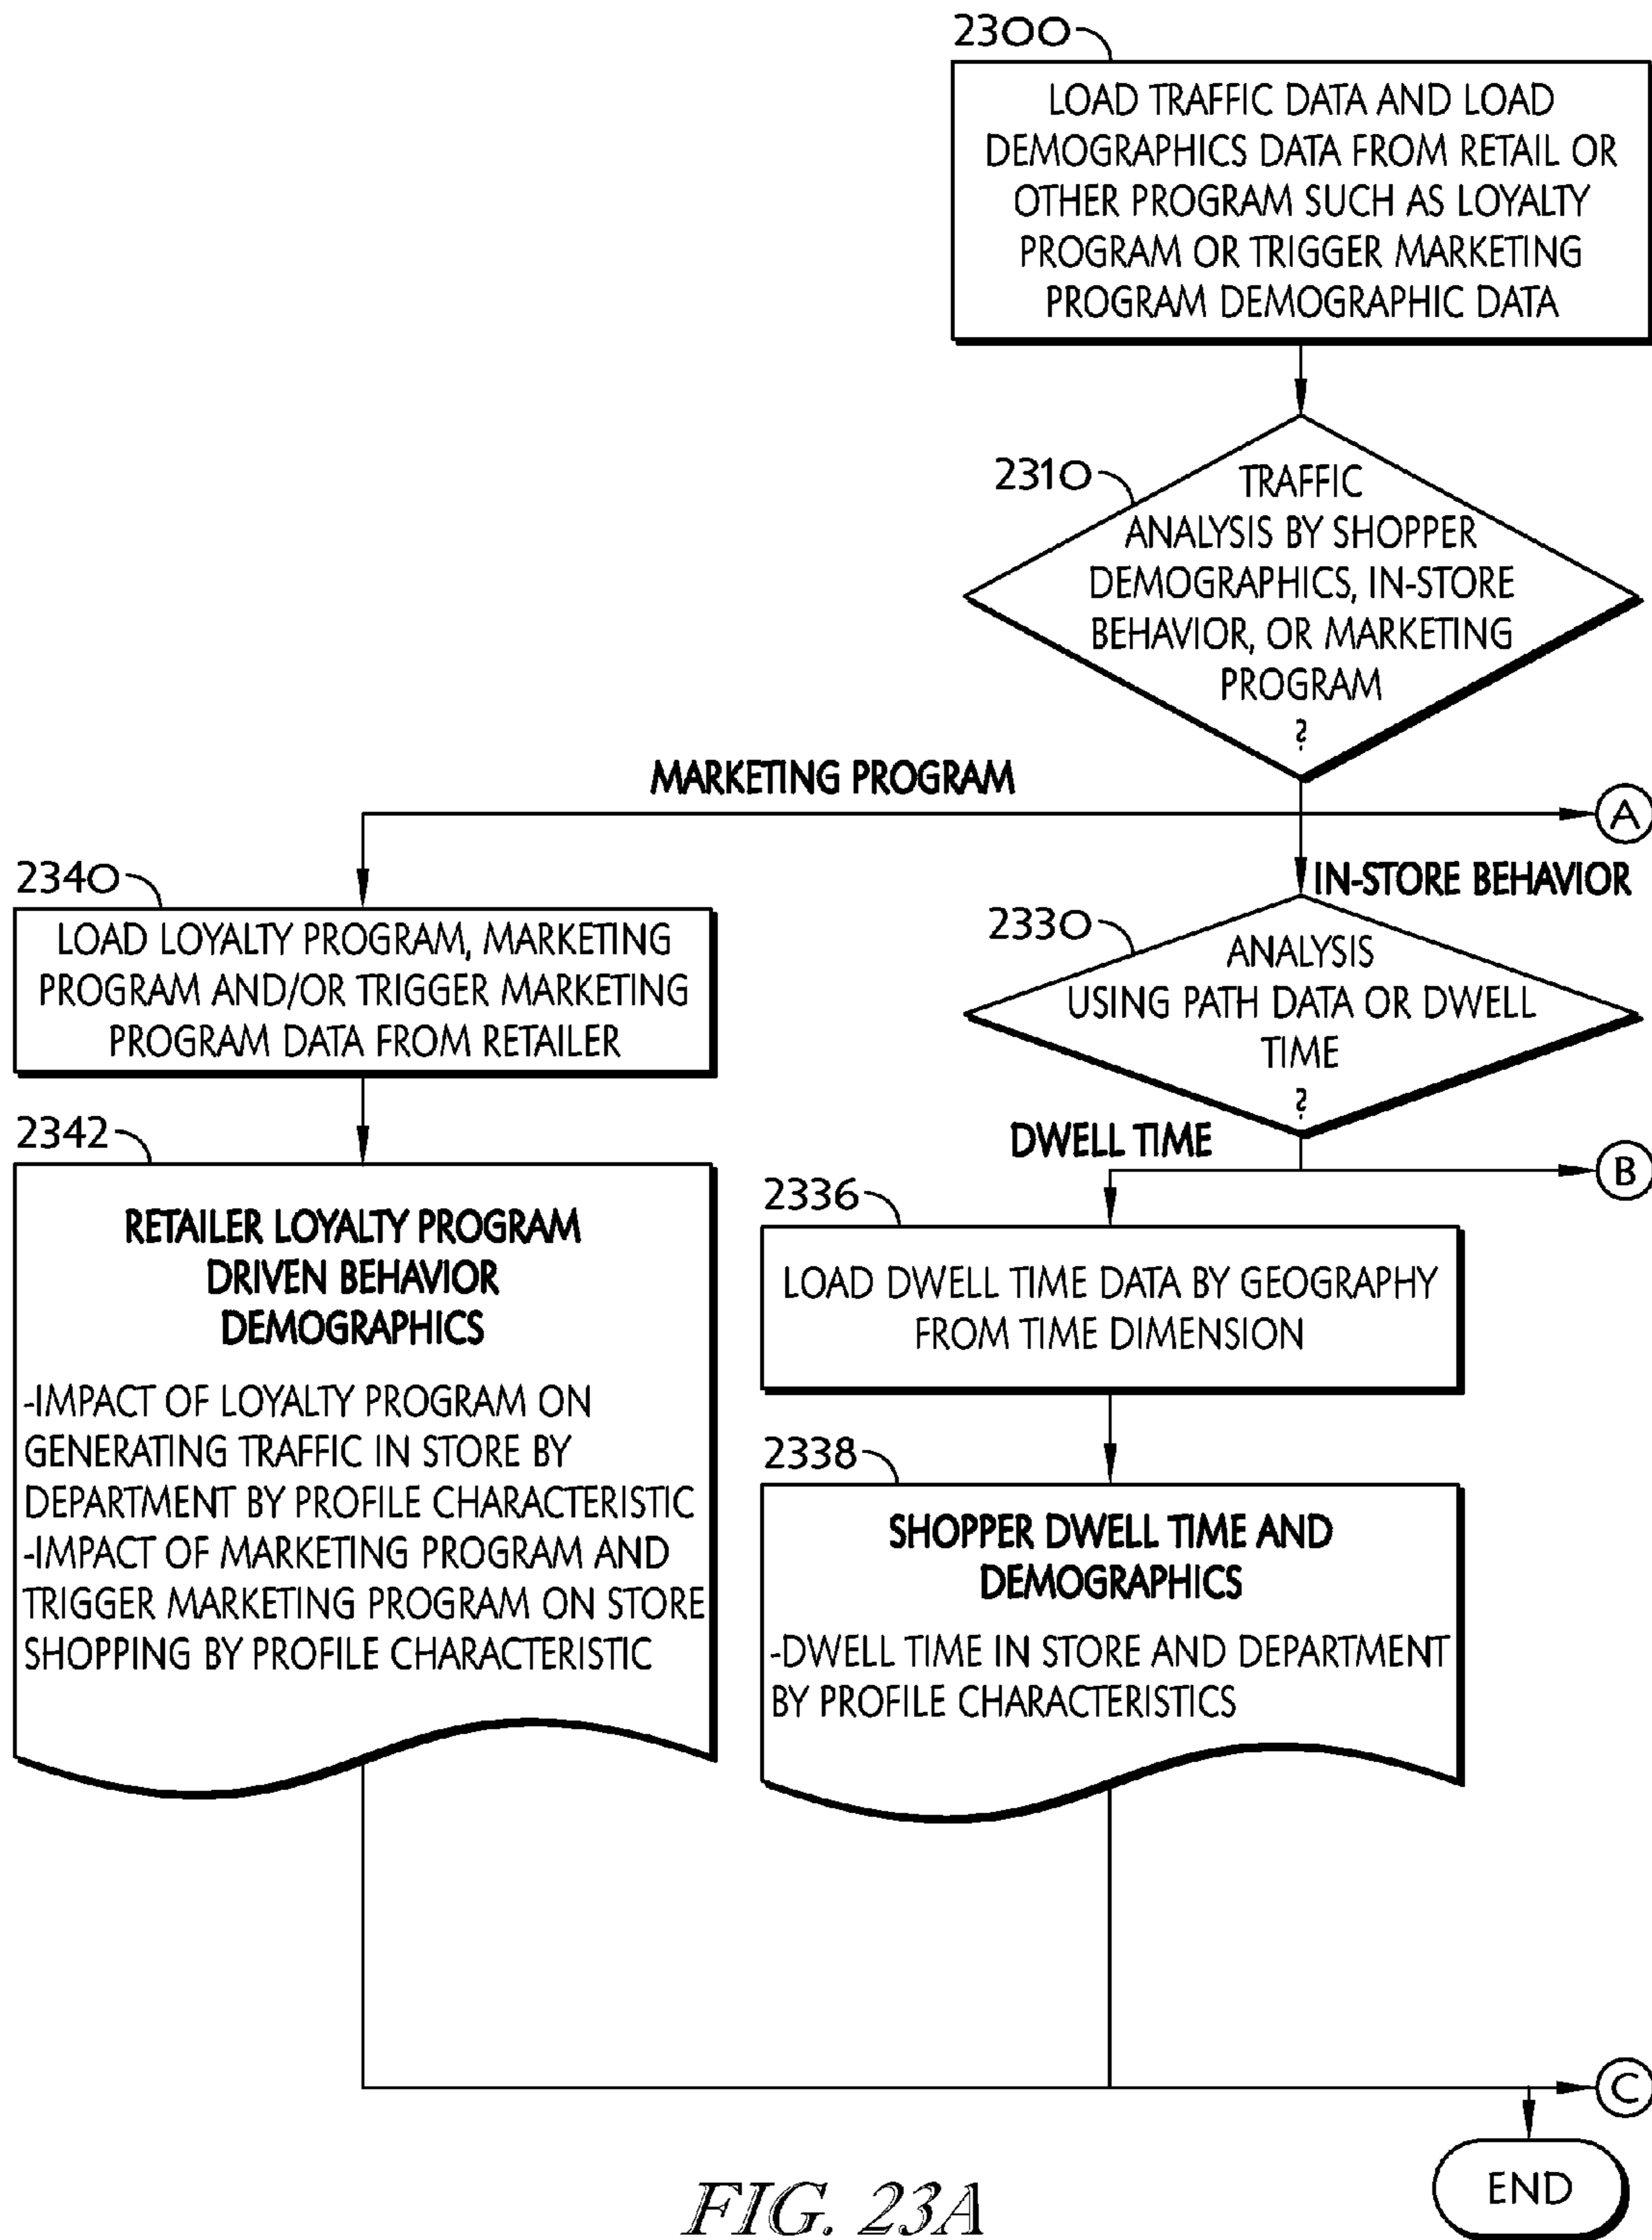 2300
LOAD TRAFFIC DATA AND LOAD
DEMOGRAPHICS DATA FROM RETAIL OR
OTHER PROGRAM SUCH AS LOYALTY
PROGRAM OR TRIGGER MARKETING
PROGRAM DEMOGRAPHIC DATA
2310
TRAFFIC
ANALYSIS BY SHOPPER
DEMOGRAPHICS, IN-STORE
BEHAVIOR, OR MARKETING
PROGRAM
?
MARKETING PROGRAM
A
IN-STORE BEHAVIOR
2340
LOAD LOYALTY PROGRAM, MARKETING
PROGRAM AND/OR TRIGGER MARKETING
PROGRAM DATA FROM RETAILER
2330
ANALYSIS
USING PATH DATA OR DWELL
TIME
?
DWELL TIME
B
2342
RETAILER LOYALTY PROGRAM
DRIVEN BEHAVIOR
DEMOGRAPHICS
-IMPACT OF LOYALTY PROGRAM ON
GENERATING TRAFFIC IN STORE BY
DEPARTMENT BY PROFILE CHARACTERISTIC
-IMPACT OF MARKETING PROGRAM AND
TRIGGER MARKETING PROGRAM ON STORE
SHOPPING BY PROFILE CHARACTERISTIC
2336
LOAD DWELL TIME DATA BY GEOGRAPHY
FROM TIME DIMENSION
2338
SHOPPER DWELL TIME AND
DEMOGRAPHICS
-DWELL TIME IN STORE AND DEPARTMENT
BY PROFILE CHARACTERISTICS
C
END
FIG. 23A